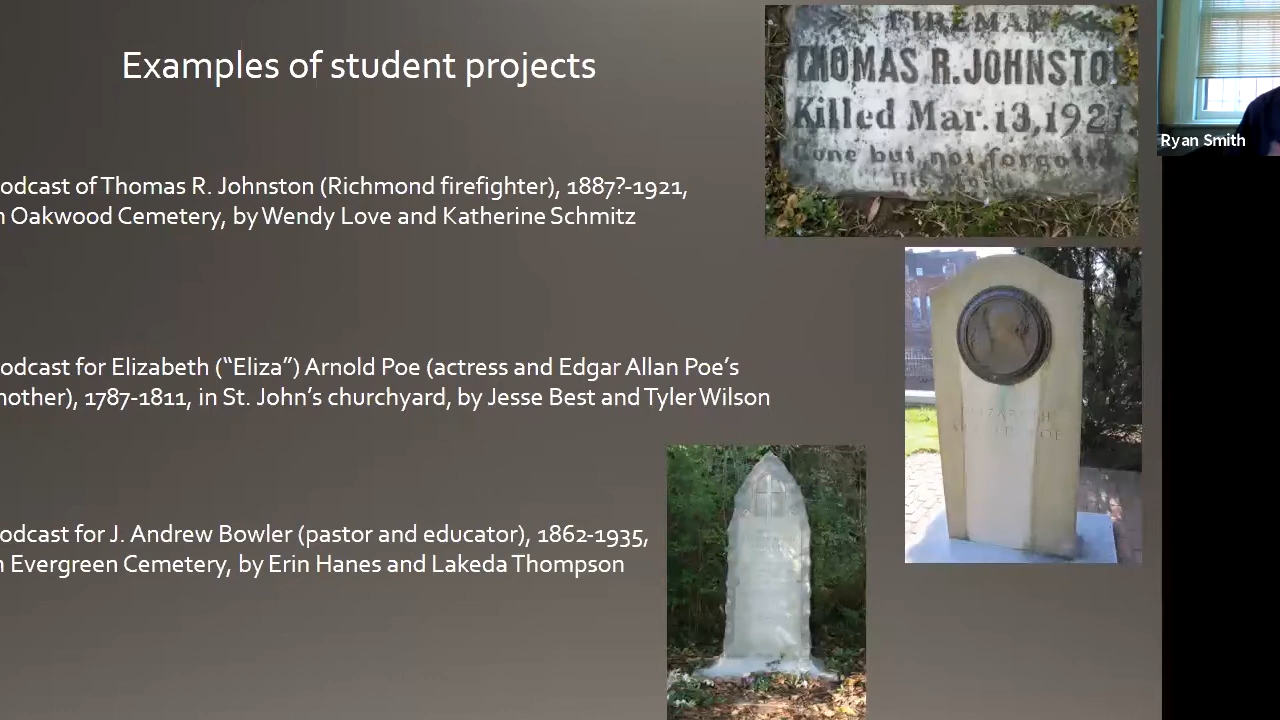 Examples of student projects
odcast of Thomas R. Johnston (Richmond firefighter), 1887?-1921,
n Oakwood Cemetery, by Wendy Love and Katherine Schmitz
odcast for Elizabeth (“Eliza”) Arnold Poe (actress and Edgar Allan Poe’s
nother), 1787-1811, in St. John’s churchyard, by Jesse Best and Tyler Wilson
odcast for J. Andrew Bowler (pastor and educator), 1862-1935,
n Evergreen Cemetery, by Erin Hanes and Lakeda Thompson
FIREMAN
THOMAS R. JOHNSTO
Killed Mar. 13, 1921.
Gone but not forgotte
ELIZABETH
POE
Ryan Smith